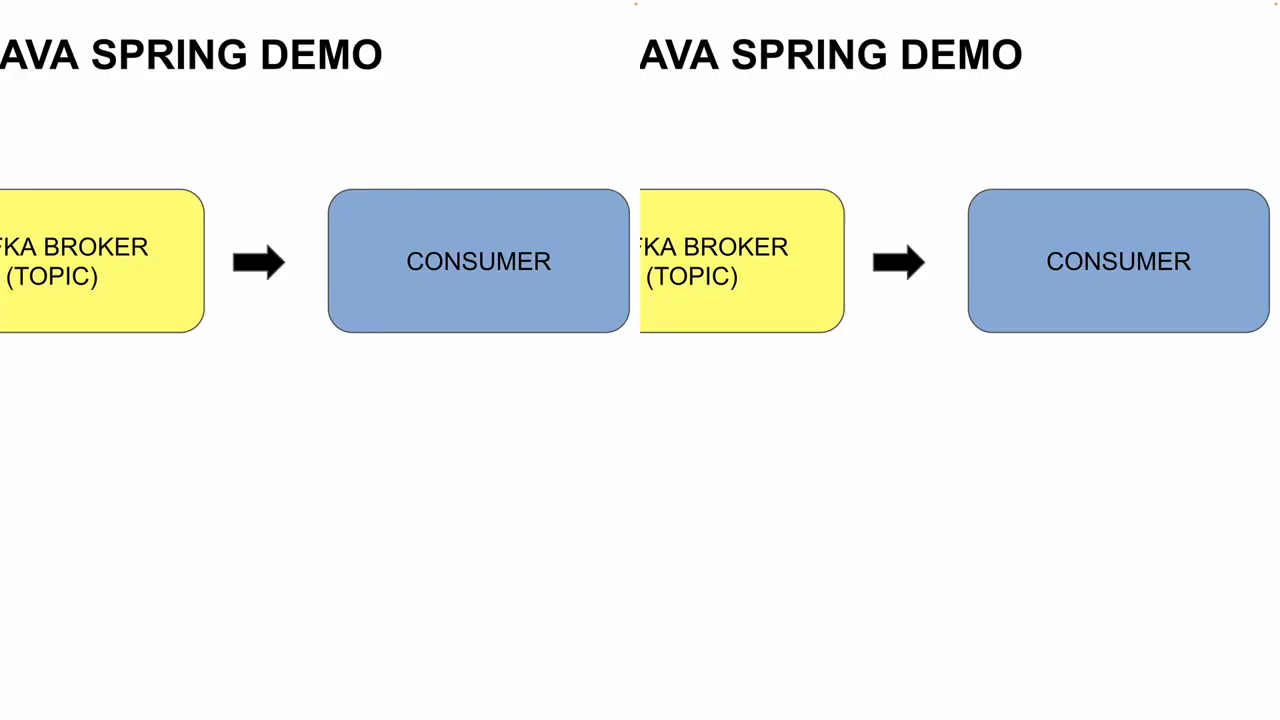 AVA SPRING DEMO
FKA BROKER
(TOPIC)
CONSUMER
AVA SPRING DEMO
FKA BROKER
(TOPIC)
CONSUMER